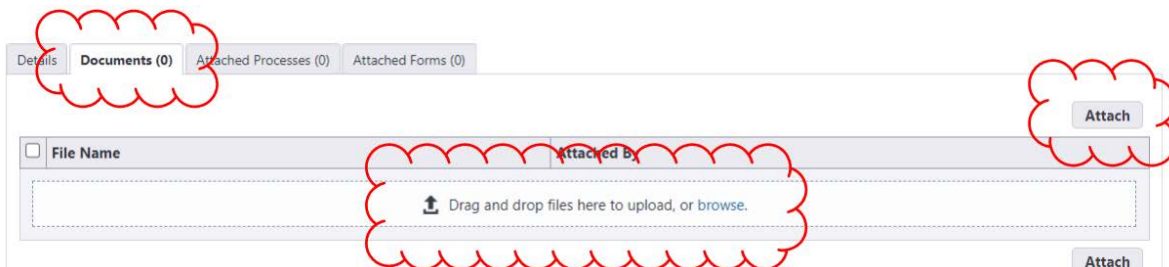 Details Documents (0) Attached Processes (0) Attached Forms (0)
Attach
File Name Attached By
Drag and drop files here to upload, or browse.
Attach